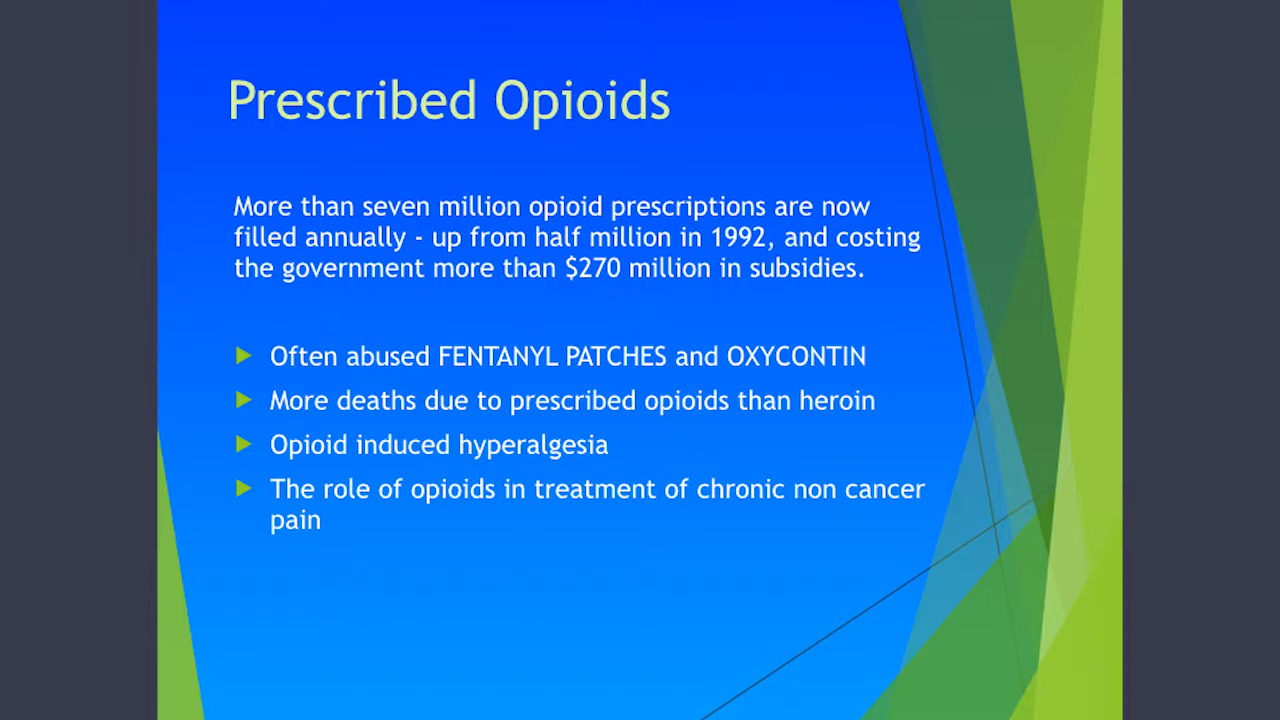 Prescribed Opioids
More than seven million opioid prescriptions are now
filled annually - up from half million in 1992, and costing
the government more than $270 million in subsidies.
Often abused FENTANYL PATCHES and OXYCONTIN
More deaths due to prescribed opioids than heroin
Opioid induced hyperalgesia
The role of opioids in treatment of chronic non cancer
pain